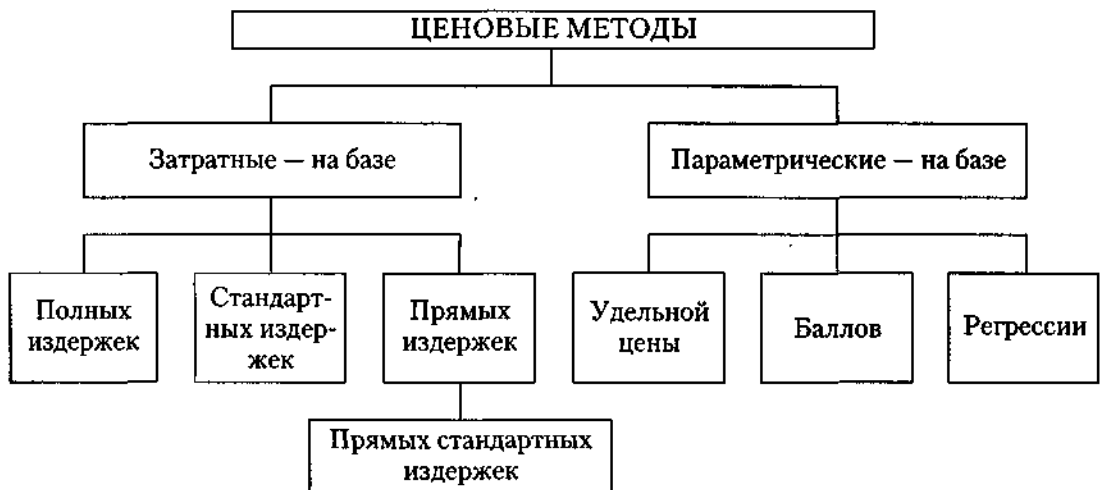 ЦЕНОВЫЕ МЕТОДЫ
Затратные — на базе
Параметрические — на базе
Полных
издержек
Стандарт-
ных издер-
жек
Прямых
издержек
Удельной
цены
Баллов
Регрессии
Прямых стандартных
издержек